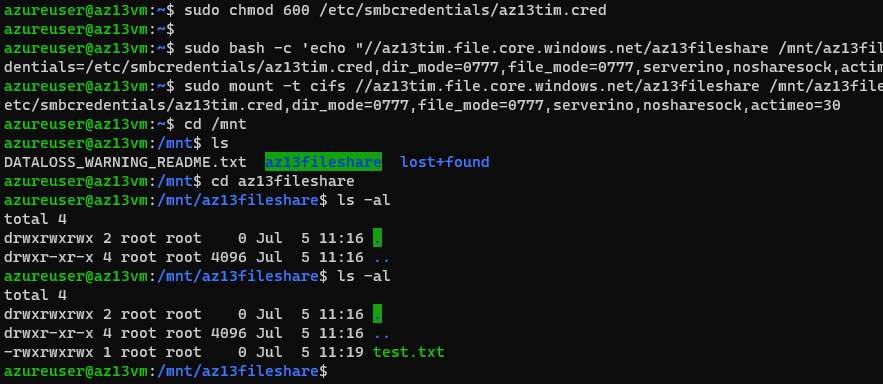 azureuser@az13vm:~$ sudo chmod 600 /etc/smbcredentials/az13tim.cred
azureuser@az13vm:~$
azureuser@az13vm:~$ sudo bash -c 'echo "//az13tim.file.core.windows.net/az13fileshare /mnt/az13fil
dentials=/etc/smbcredentials/az13tim.cred,dir_mode=0777,file_mode=0777,serverino,nosharesock,actim
azureuser@az13vm:~$ sudo mount -t cifs //az13tim.file.core.windows.net/az13fileshare /mnt/az13file
etc/smbcredentials/az13tim.cred,dir_mode=0777,file_mode=0777,serverino,nosharesock,actimeo=30
azureuser@az13vm:~$ cd /mnt
azureuser@az13vm:/mnt$ ls
DATALOSS_WARNING_README.txt  az13fileshare  lost+found
azureuser@az13vm:/mnt$ cd az13fileshare
azureuser@az13vm:/mnt/az13fileshare$ ls -al
total 4
drwxrwxrwx 2 root root    0 Jul  5 11:16 .
drwxr-xr-x 4 root root 4096 Jul  5 11:16 ..
azureuser@az13vm:/mnt/az13fileshare$ ls -al
total 4
drwxrwxrwx 2 root root    0 Jul  5 11:16 .
drwxr-xr-x 4 root root 4096 Jul  5 11:16 ..
-rwxrwxrwx 1 root root    0 Jul  5 11:19 test.txt
azureuser@az13vm:/mnt/az13fileshare$